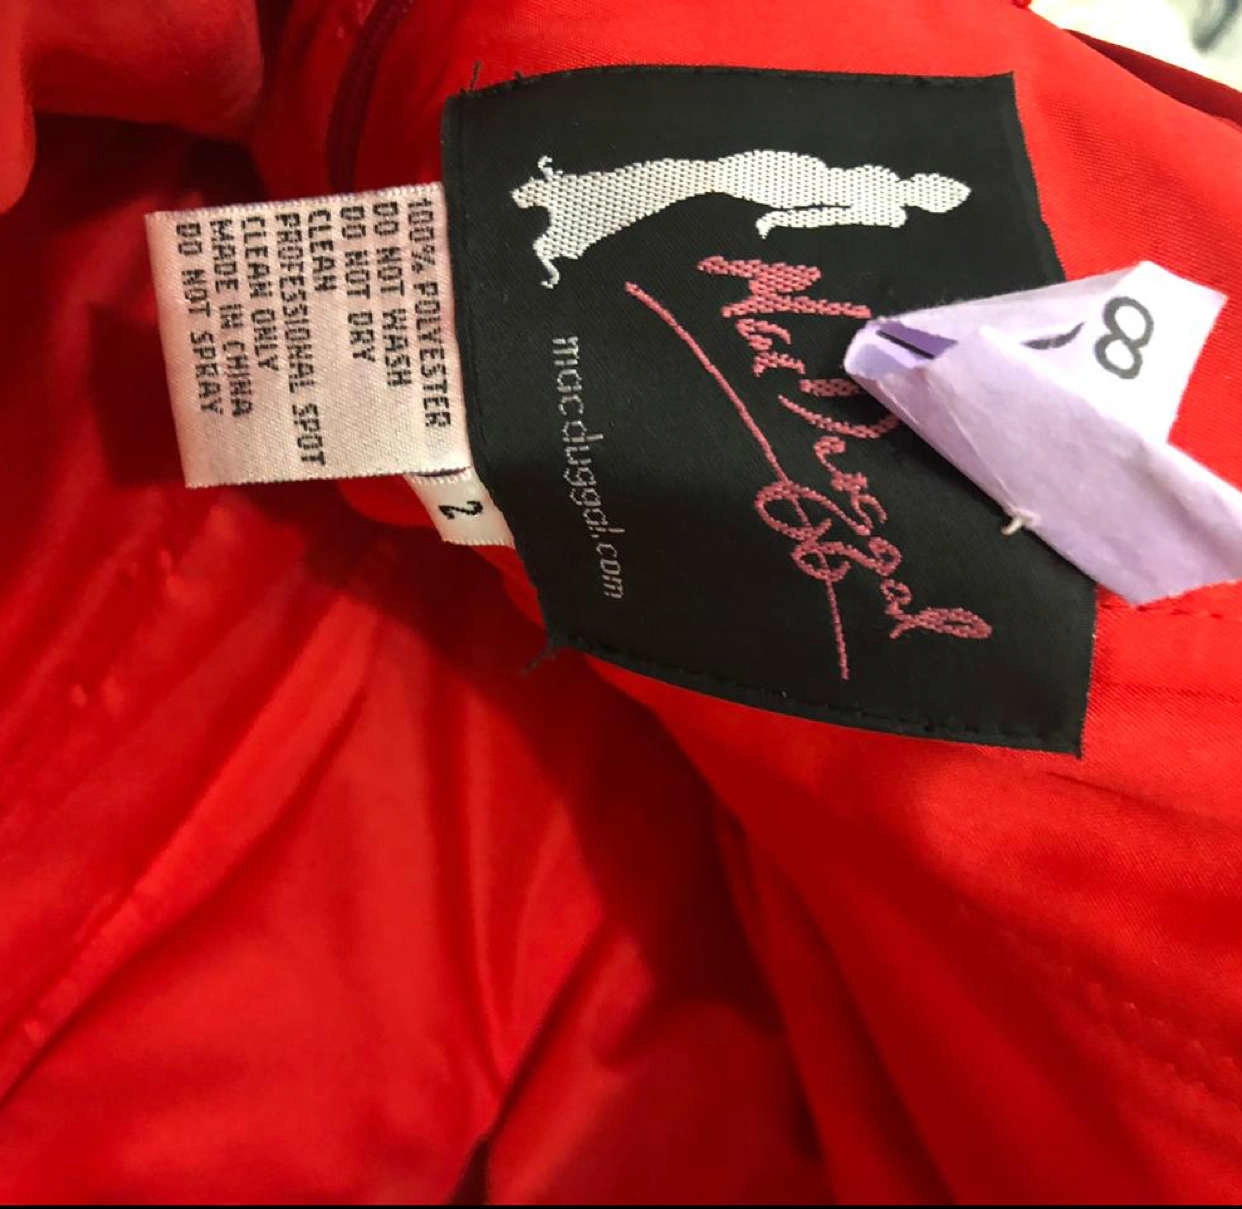 Mac Duggal
macduggal.com
100% POLYESTER
DO NOT WASH
DO NOT DRY
CLEAN
PROFESSIONAL SPOT
CLEAN ONLY
MADE IN CHINA
DO NOT SPRAY
2
8